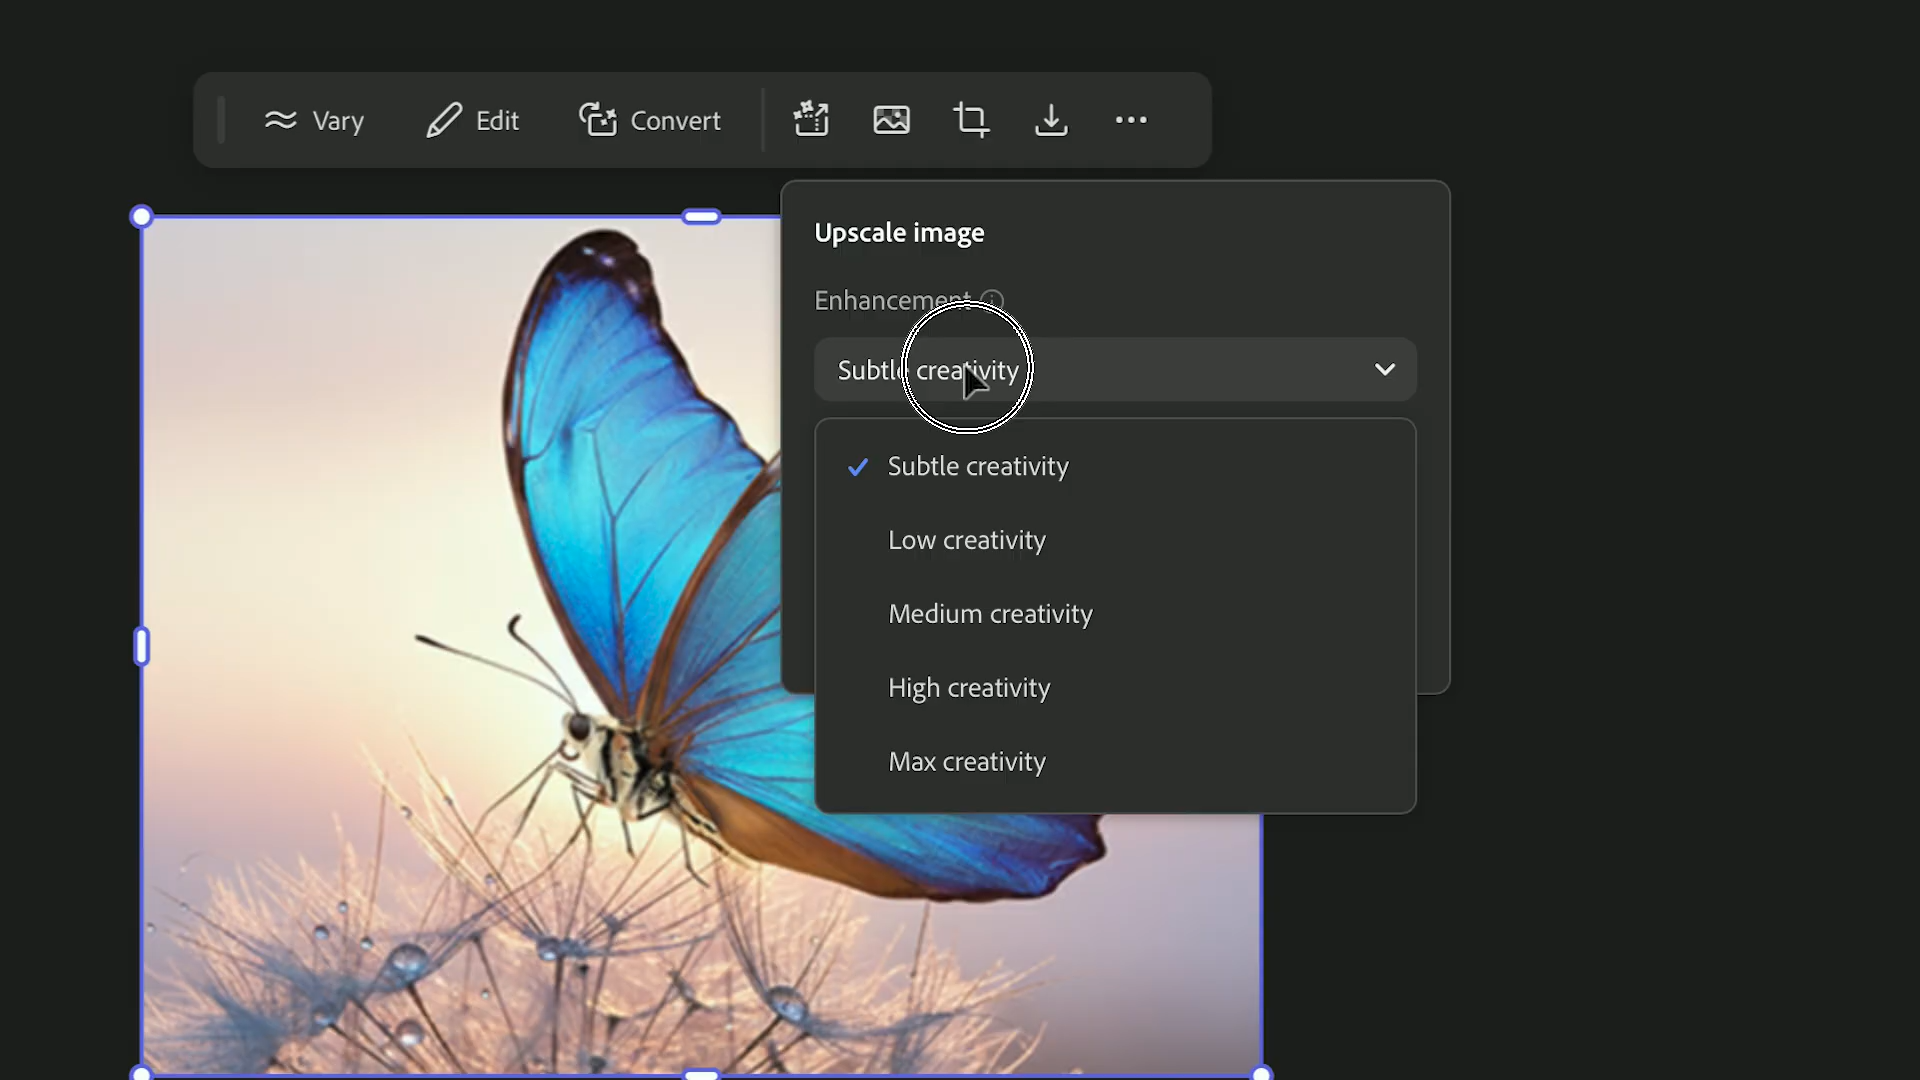 Vary Edit Convert
Upscale image
Enhancement
Subtle creativity
Subtle creativity
Low creativity
Medium creativity
High creativity
Max creativity